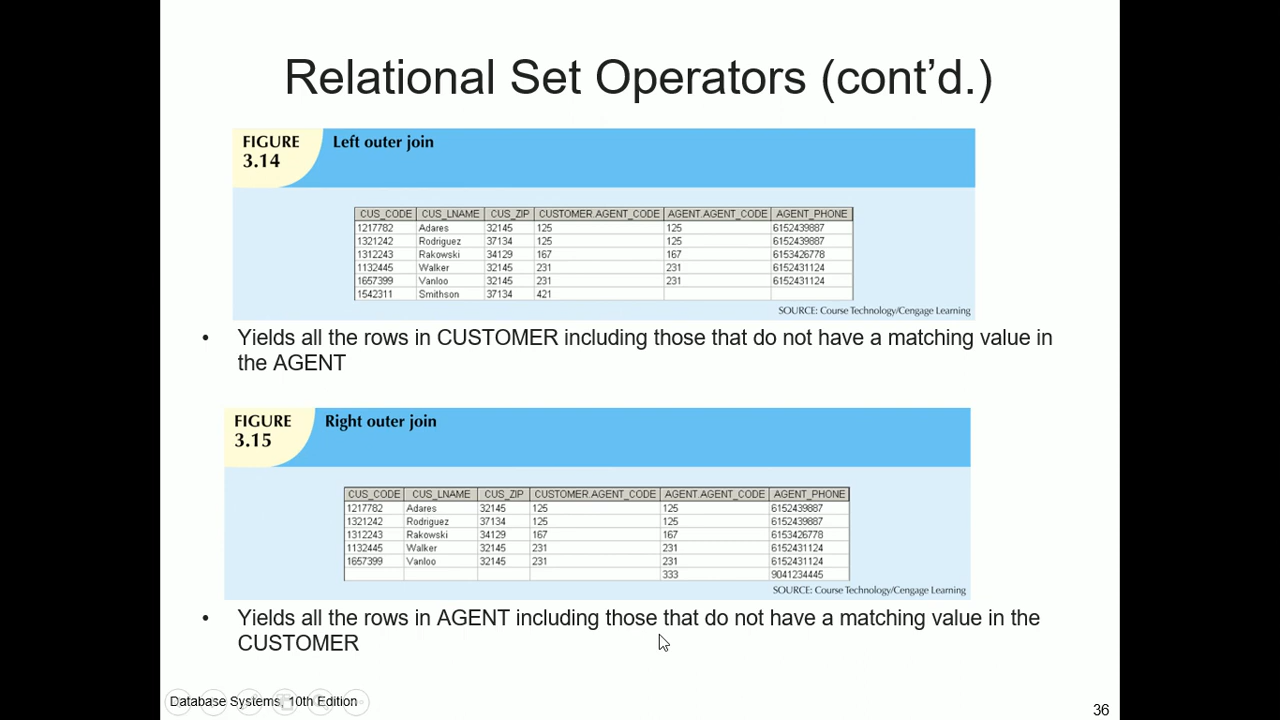 Relational Set Operators (cont’d.)
FIGURE
3.14
Left outer join
CUS_CODE CUS_LNAME CUS_ZIP CUSTOMER.AGENT_CODE AGENT.AGENT_CODE AGENT_PHONE
1217782 Adares 32145 125 125 6152439887
1321242 Rodriguez 37134 125 125 6152439887
1312243 Rakowski 34129 167 167 6153426778
1132445 Walker 32145 231 231 6152431124
1657399 Vanloo 32145 231 231 6152431124
1542311 Smithson 37134 421
SOURCE: Course Technology/Cengage Learning
• Yields all the rows in CUSTOMER including those that do not have a matching value in
the AGENT
FIGURE
3.15
Right outer join
CUS_CODE CUS_LNAME CUS_ZIP CUSTOMER.AGENT_CODE AGENT.AGENT_CODE AGENT_PHONE
1217782 Adares 32145 125 125 6152439887
1321242 Rodriguez 37134 125 125 6152439887
1312243 Rakowski 34129 167 167 6153426778
1132445 Walker 32145 231 231 6152431124
1657399 Vanloo 32145 231 231 6152431124
333 9041234445
SOURCE: Course Technology/Cengage Learning
• Yields all the rows in AGENT including those that do not have a matching value in the
CUSTOMER
Database Systems, 10th Edition
36